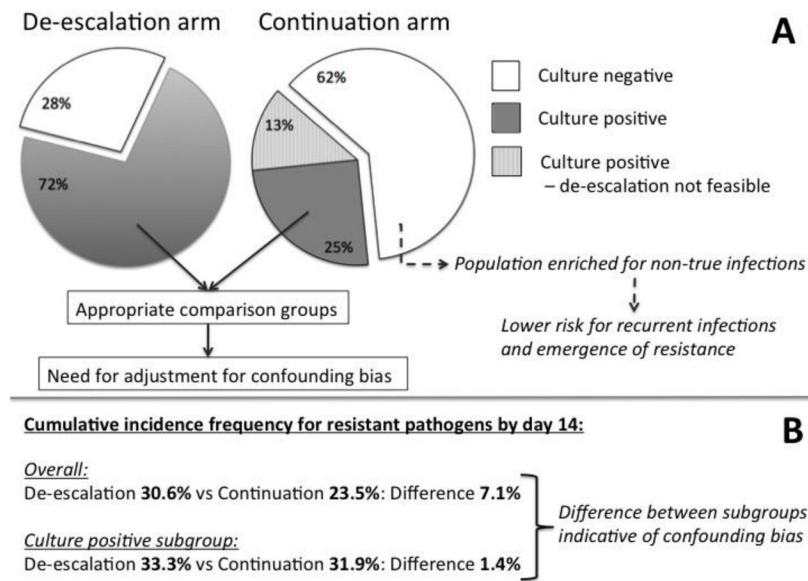 De-escalation arm
Continuation arm
A
28%
72%
62%
13%
25%
Culture negative
Culture positive
Culture positive
– de-escalation not feasible
Population enriched for non-true infections
Lower risk for recurrent infections
and emergence of resistance
Appropriate comparison groups
Need for adjustment for confounding bias
B
Cumulative incidence frequency for resistant pathogens by day 14:
Overall:
De-escalation 30.6% vs Continuation 23.5%: Difference 7.1%
Culture positive subgroup:
De-escalation 33.3% vs Continuation 31.9%: Difference 1.4%
Difference between subgroups
indicative of confounding bias